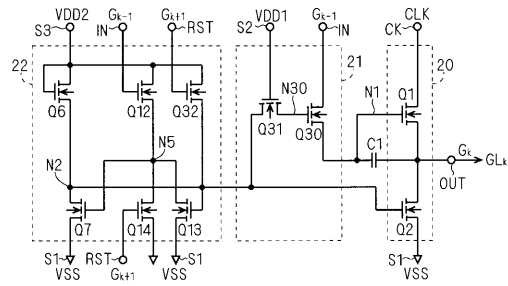 VDD2 Gk-1 Gk+1 VDD1 Gk-1 CLK
S3 IN RST S2 IN CK
22 21 20
Q6 Q12 Q32 N30 N1 Q1
Q31 Q30 C1 Gk
N2 N5 GLk
OUT
Q7 Q14 Q13 Q2
S1 RST S1 S1
VSS Gk+1 VSS VSS